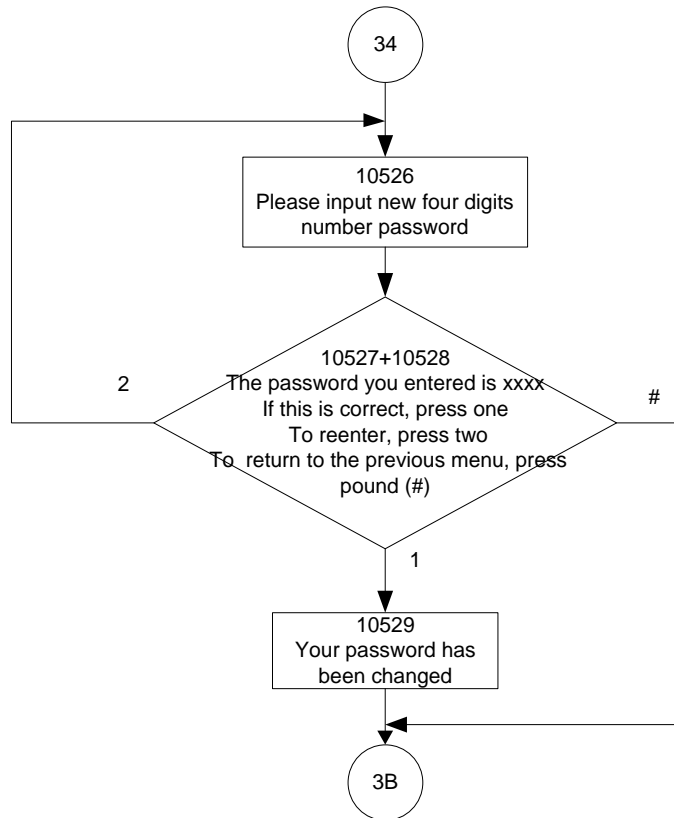 34
10526
Please input new four digits
number password
10527+10528
The password you entered is xxxx
If this is correct, press one
To reenter, press two
To return to the previous menu, press
pound (#)
2
#
1
10529
Your password has
been changed
3B